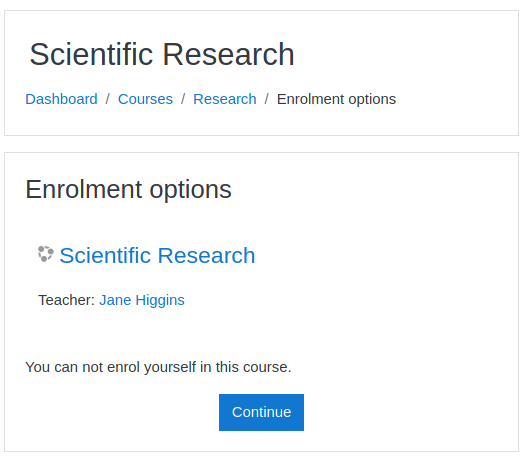 Scientific Research
Dashboard / Courses / Research / Enrolment options
Enrolment options
Scientific Research
Teacher: Jane Higgins
You can not enrol yourself in this course.
Continue